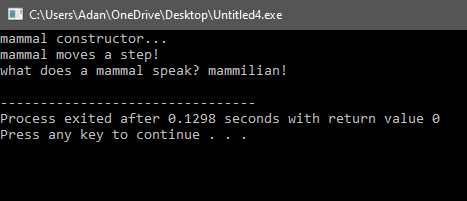 C:\Users\Adan\OneDrive\Desktop\Untitled4.exe
mammal constructor...
mammal moves a step!
what does a mammal speak? mammilian!
--------------------------------
Process exited after 0.1298 seconds with return value 0
Press any key to continue . . .